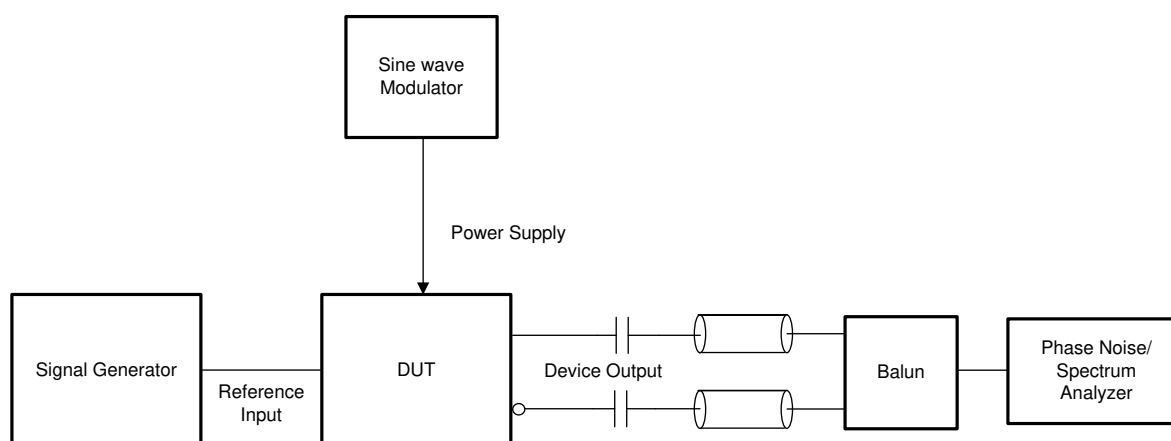 Sine wave
Modulator
Power Supply
Signal Generator
Reference
Input
DUT
Device Output
Balun
Phase Noise/
Spectrum
Analyzer